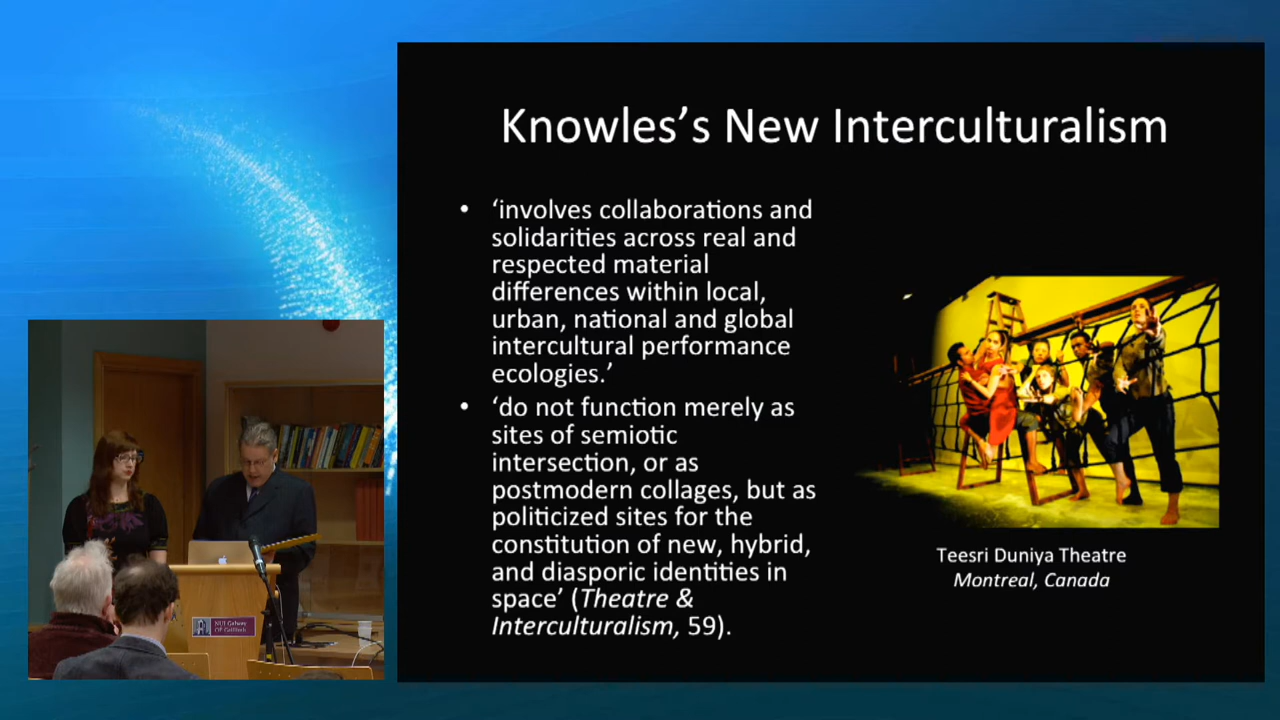 Knowles’s New Interculturalism
• ‘involves collaborations and
solidarities across real and
respected material
differences within local,
urban, national and global
intercultural performance
ecologies.’
• ‘do not function merely as
sites of semiotic
intersection, or as
postmodern collages, but as
politicized sites for the
constitution of new, hybrid,
and diasporic identities in
space’ (Theatre &
Interculturalism, 59).
Teesri Duniya Theatre
Montreal, Canada
NUI Galway
OÉ Gaillimh